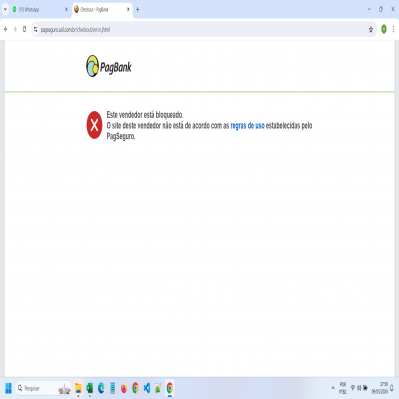 (15) WhatsApp
Checkout - PagBank
pagseguro.uol.com.br/checkout/error.jhtml
PagBank
Este vendedor está bloqueado.
O site deste vendedor não está de acordo com as regras de uso estabelecidas pelo
PagSeguro.
Pesquisar
POR
PTB2
17:59
09/05/2024